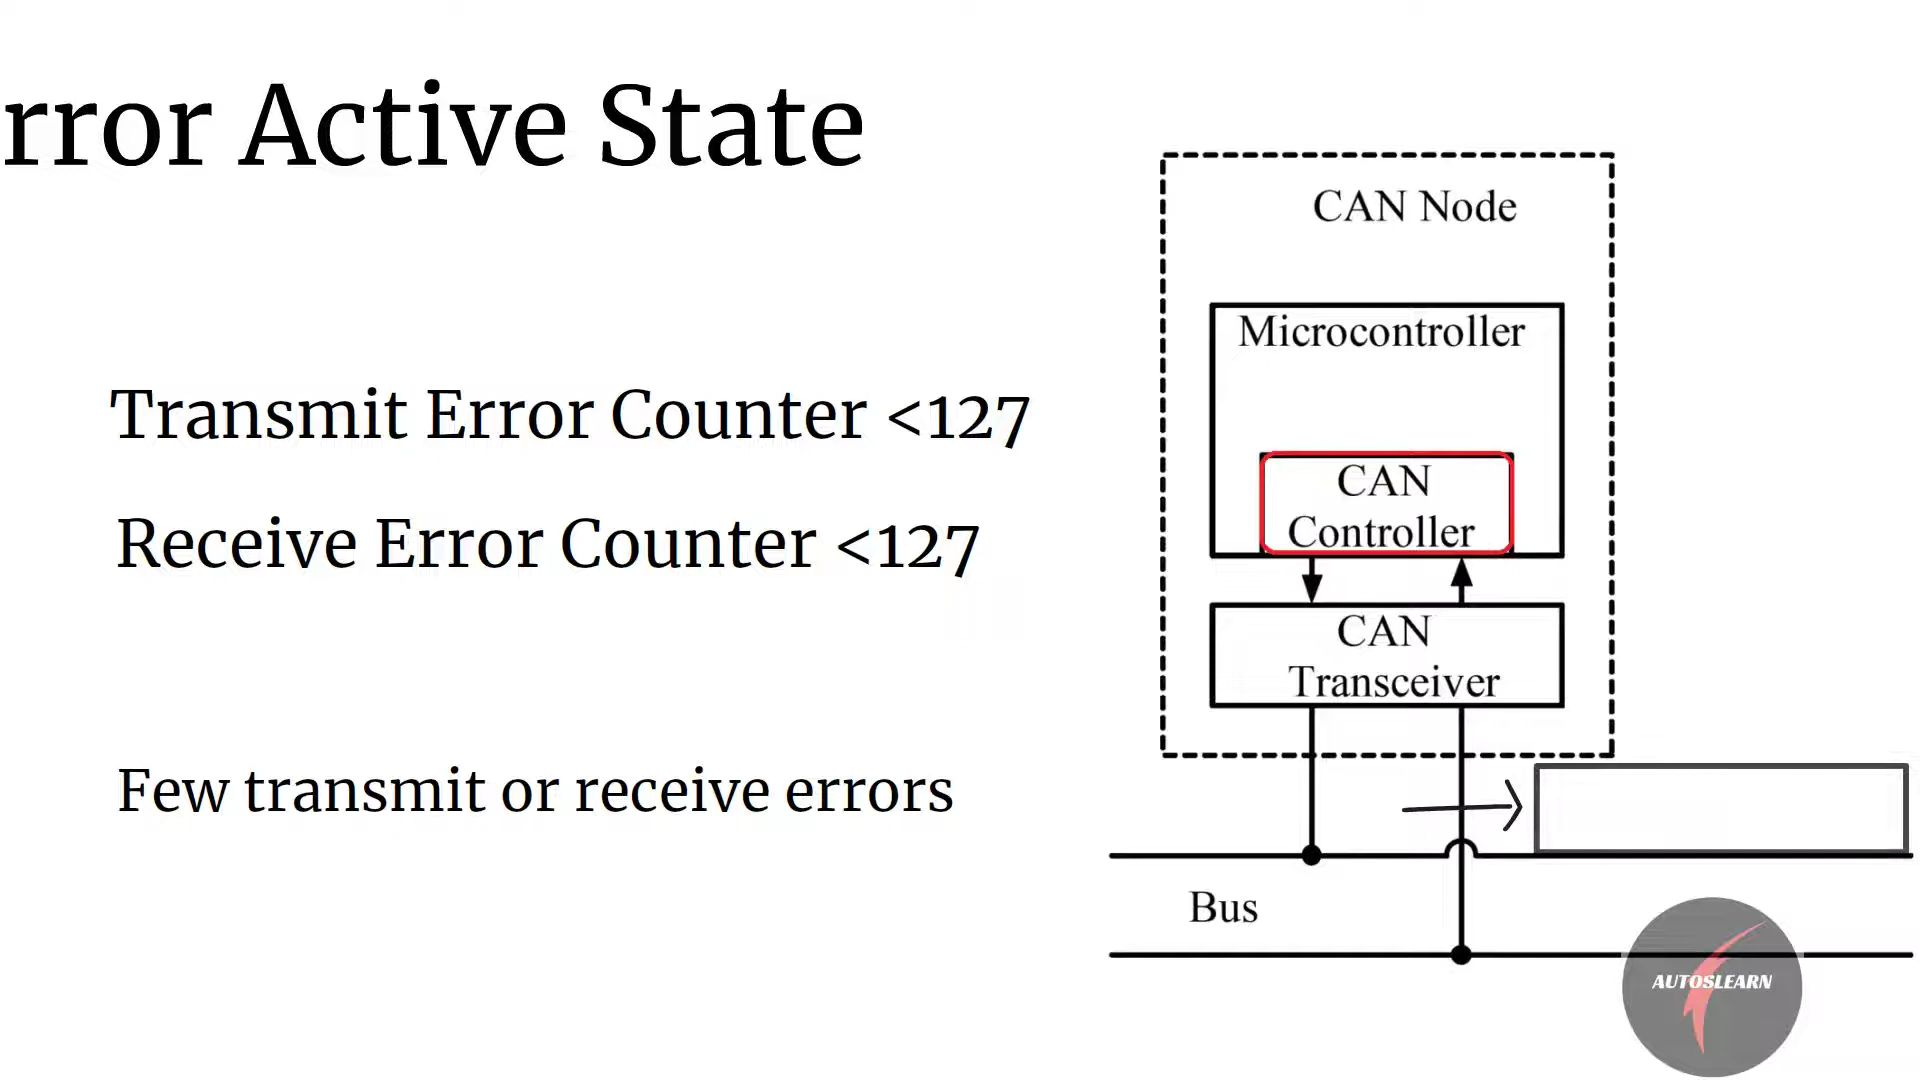 rror Active State
Transmit Error Counter <127
Receive Error Counter <127
Few transmit or receive errors
CAN Node
Microcontroller
CAN
Controller
CAN
Transceiver
Bus
AUTOSLEARN